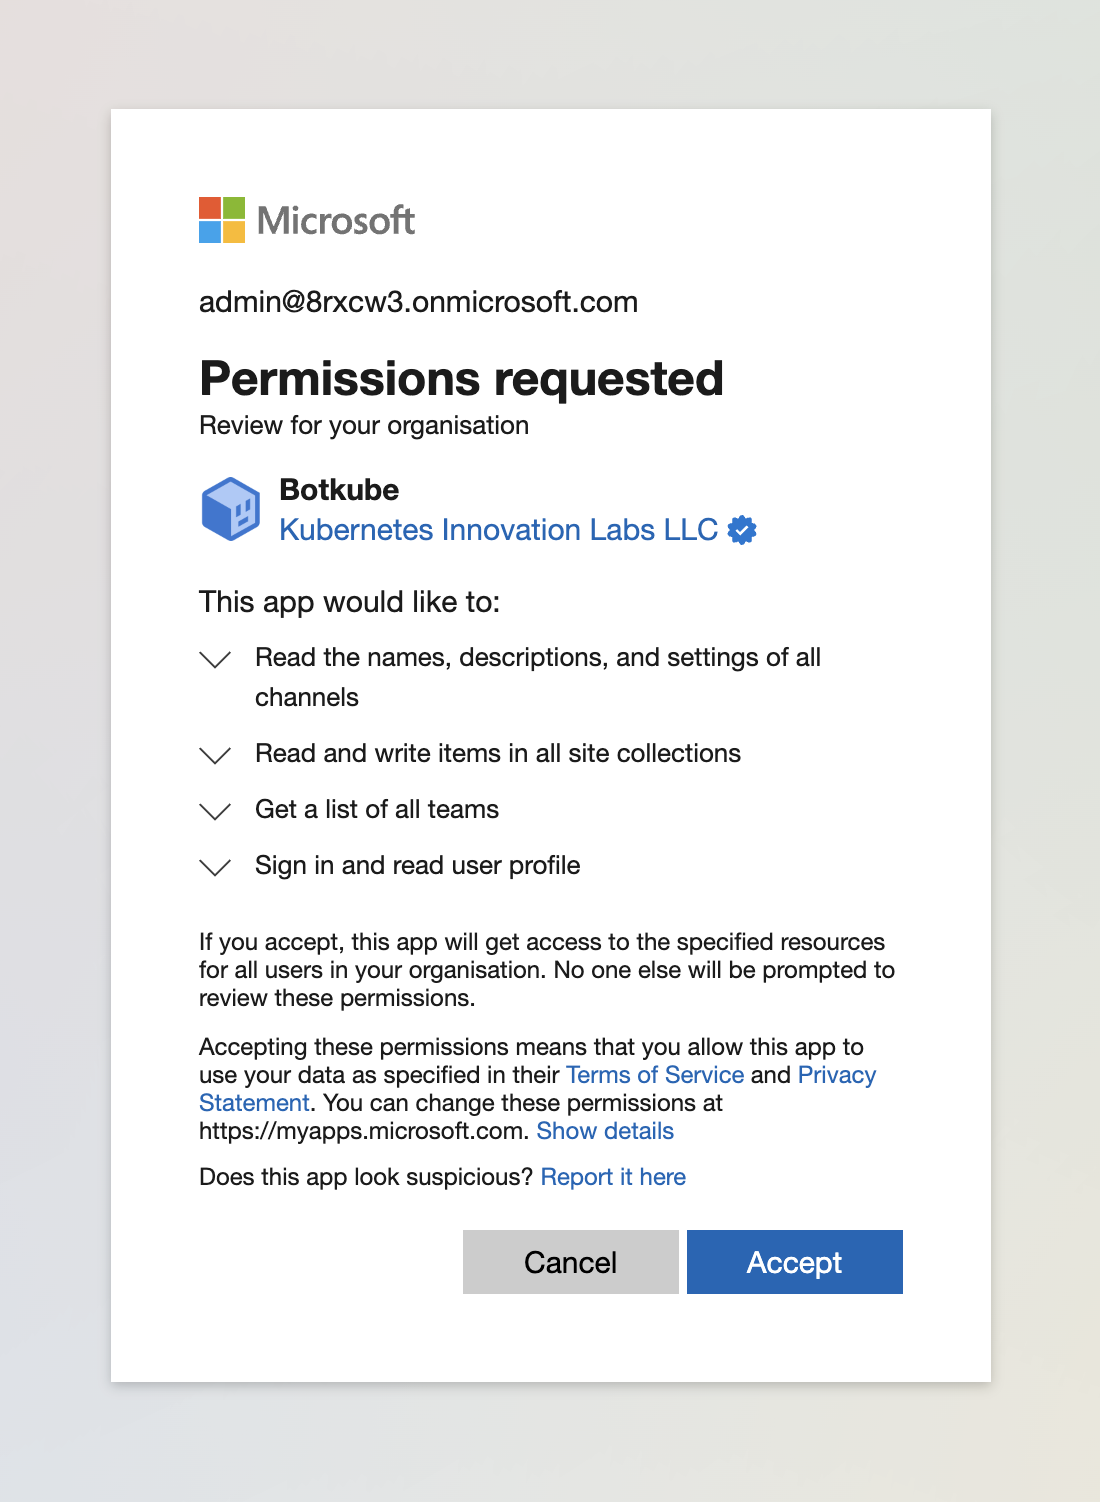 Microsoft
admin@8rxcw3.onmicrosoft.com
Permissions requested
Review for your organisation
Botkube
Kubernetes Innovation Labs LLC
This app would like to:
Read the names, descriptions, and settings of all
channels
Read and write items in all site collections
Get a list of all teams
Sign in and read user profile
If you accept, this app will get access to the specified resources
for all users in your organisation. No one else will be prompted to
review these permissions.
Accepting these permissions means that you allow this app to
use your data as specified in their Terms of Service and Privacy
Statement. You can change these permissions at
https://myapps.microsoft.com. Show details
Does this app look suspicious? Report it here
Cancel Accept